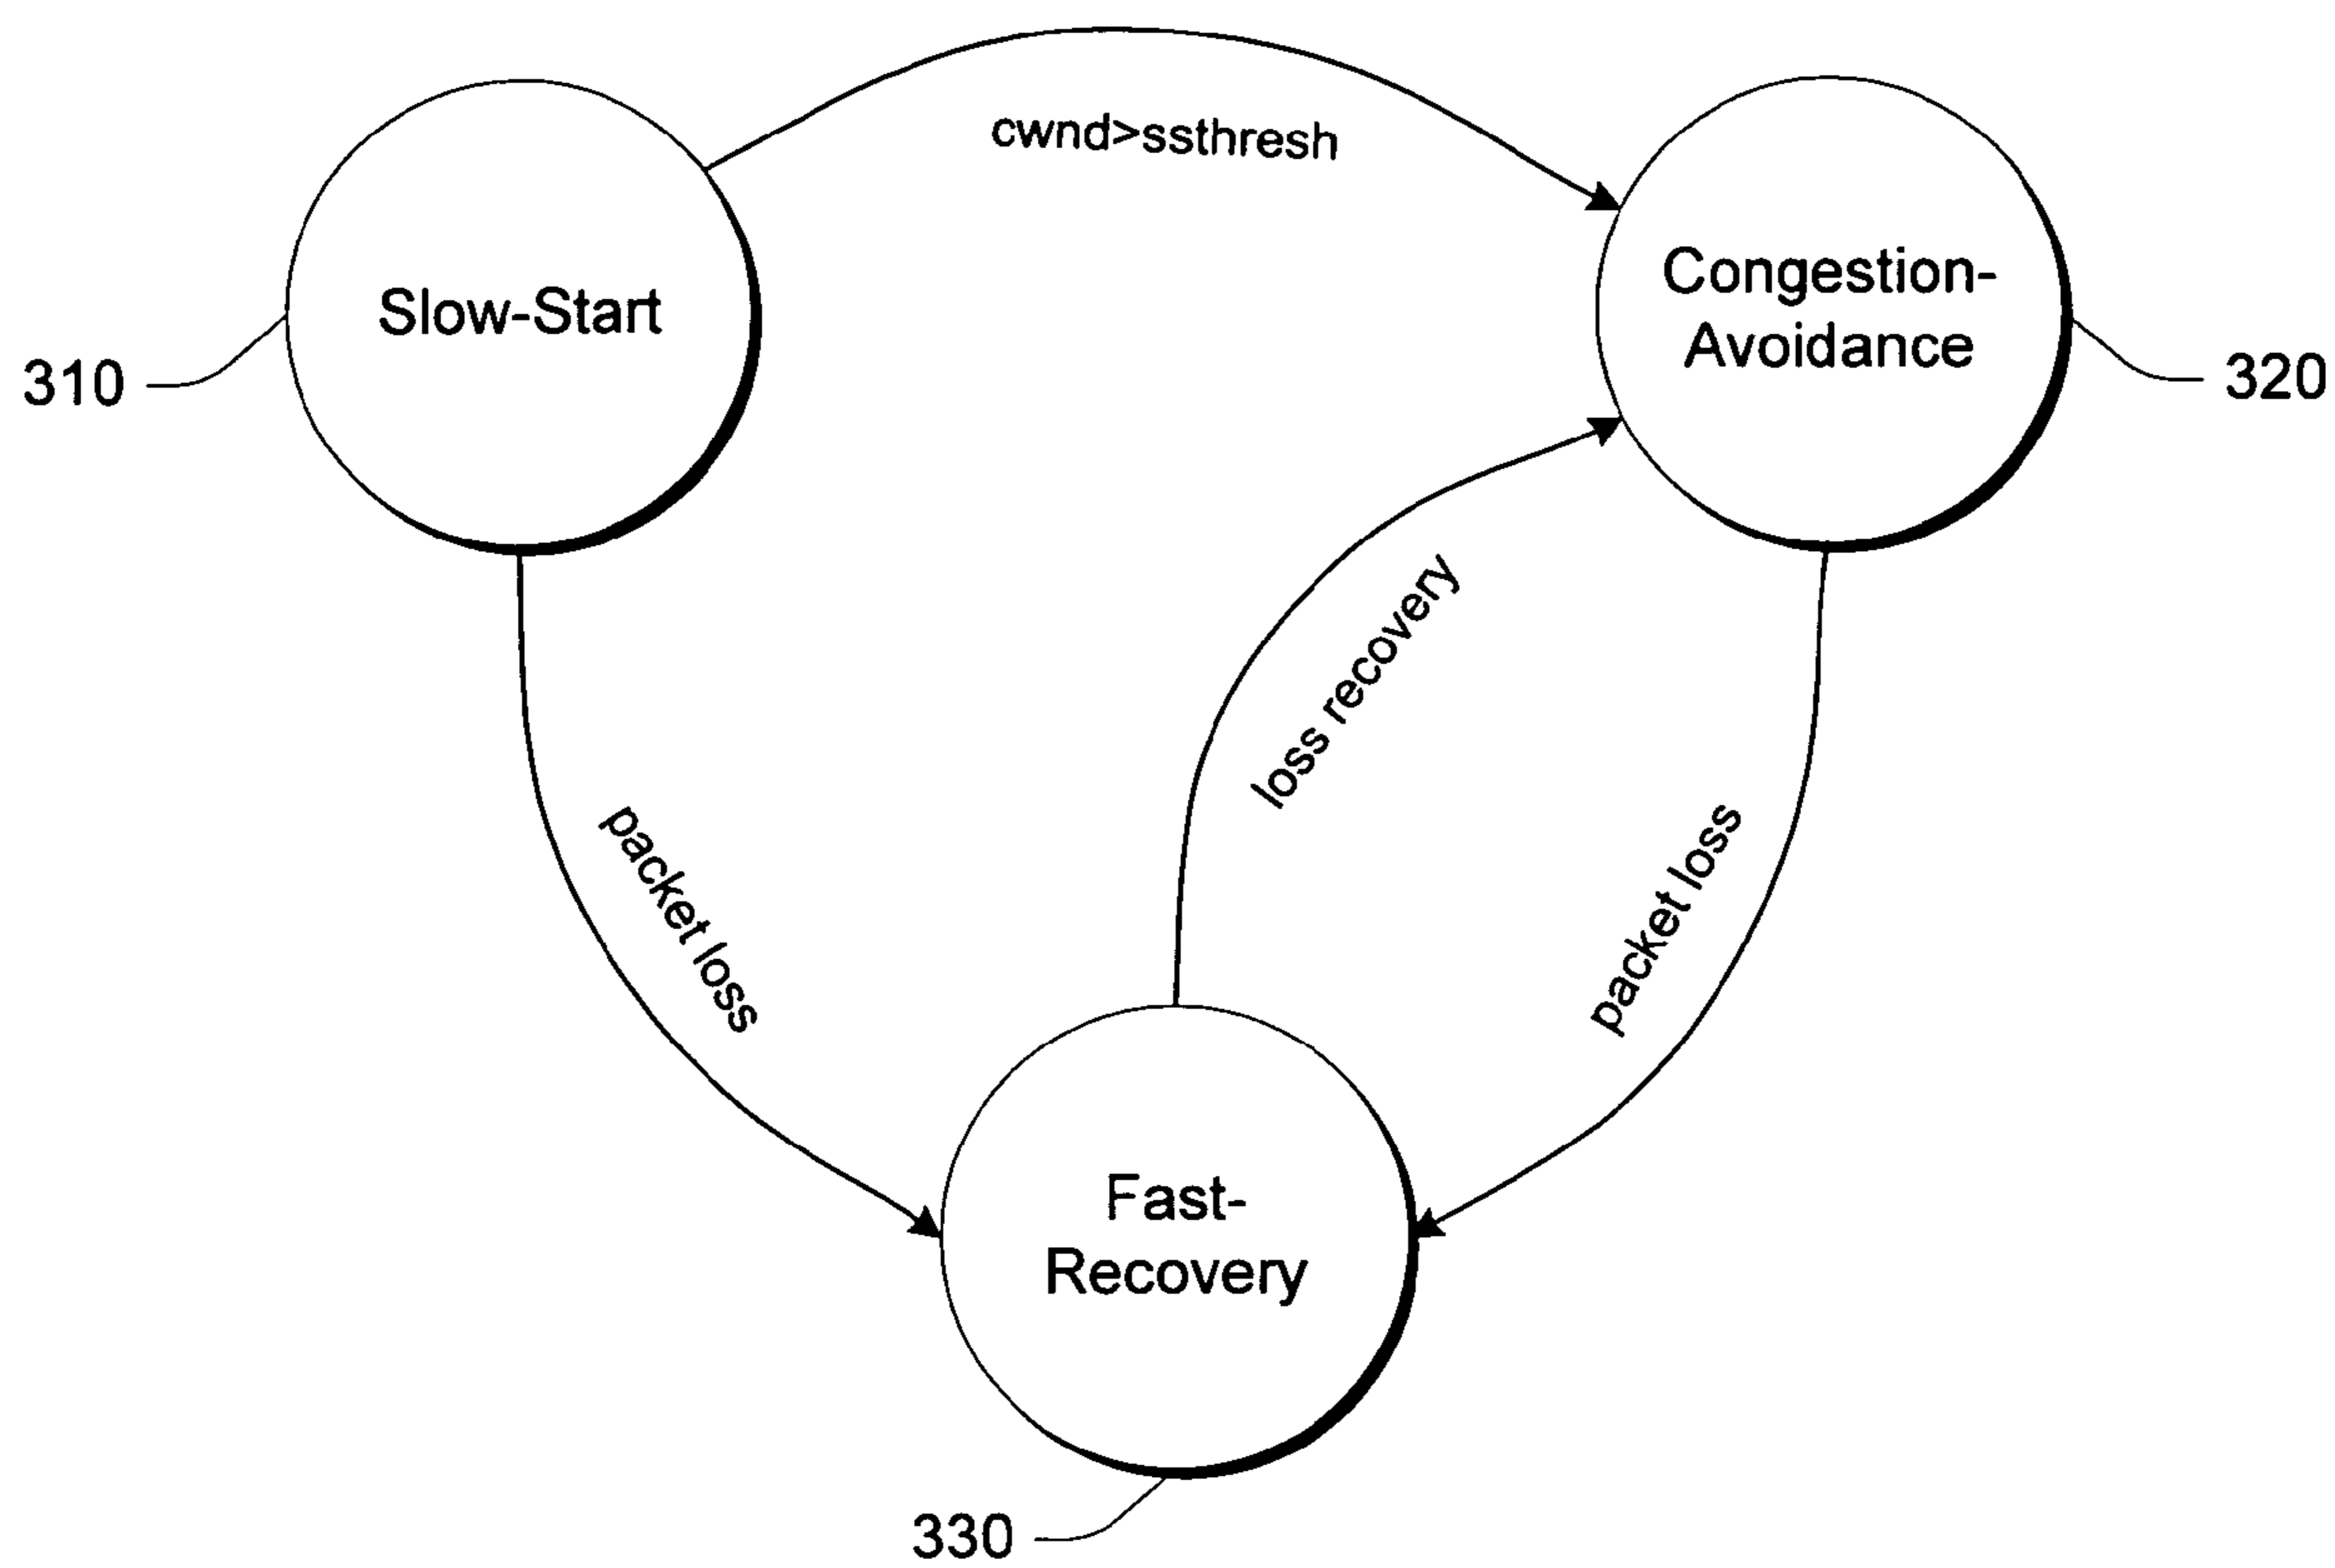 cwnd>ssthresh
Slow-Start
Congestion-
Avoidance
310
320
loss recovery
packet loss
packet loss
Fast-
Recovery
330